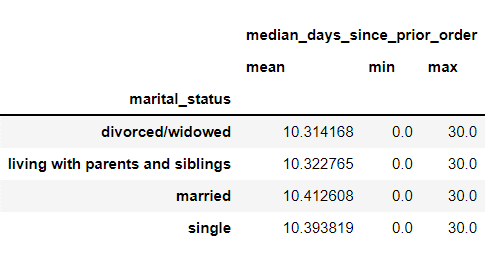 median_days_since_prior_order
mean min max
marital_status
divorced/widowed 10.314168 0.0 30.0
living with parents and siblings 10.322765 0.0 30.0
married 10.412608 0.0 30.0
single 10.393819 0.0 30.0